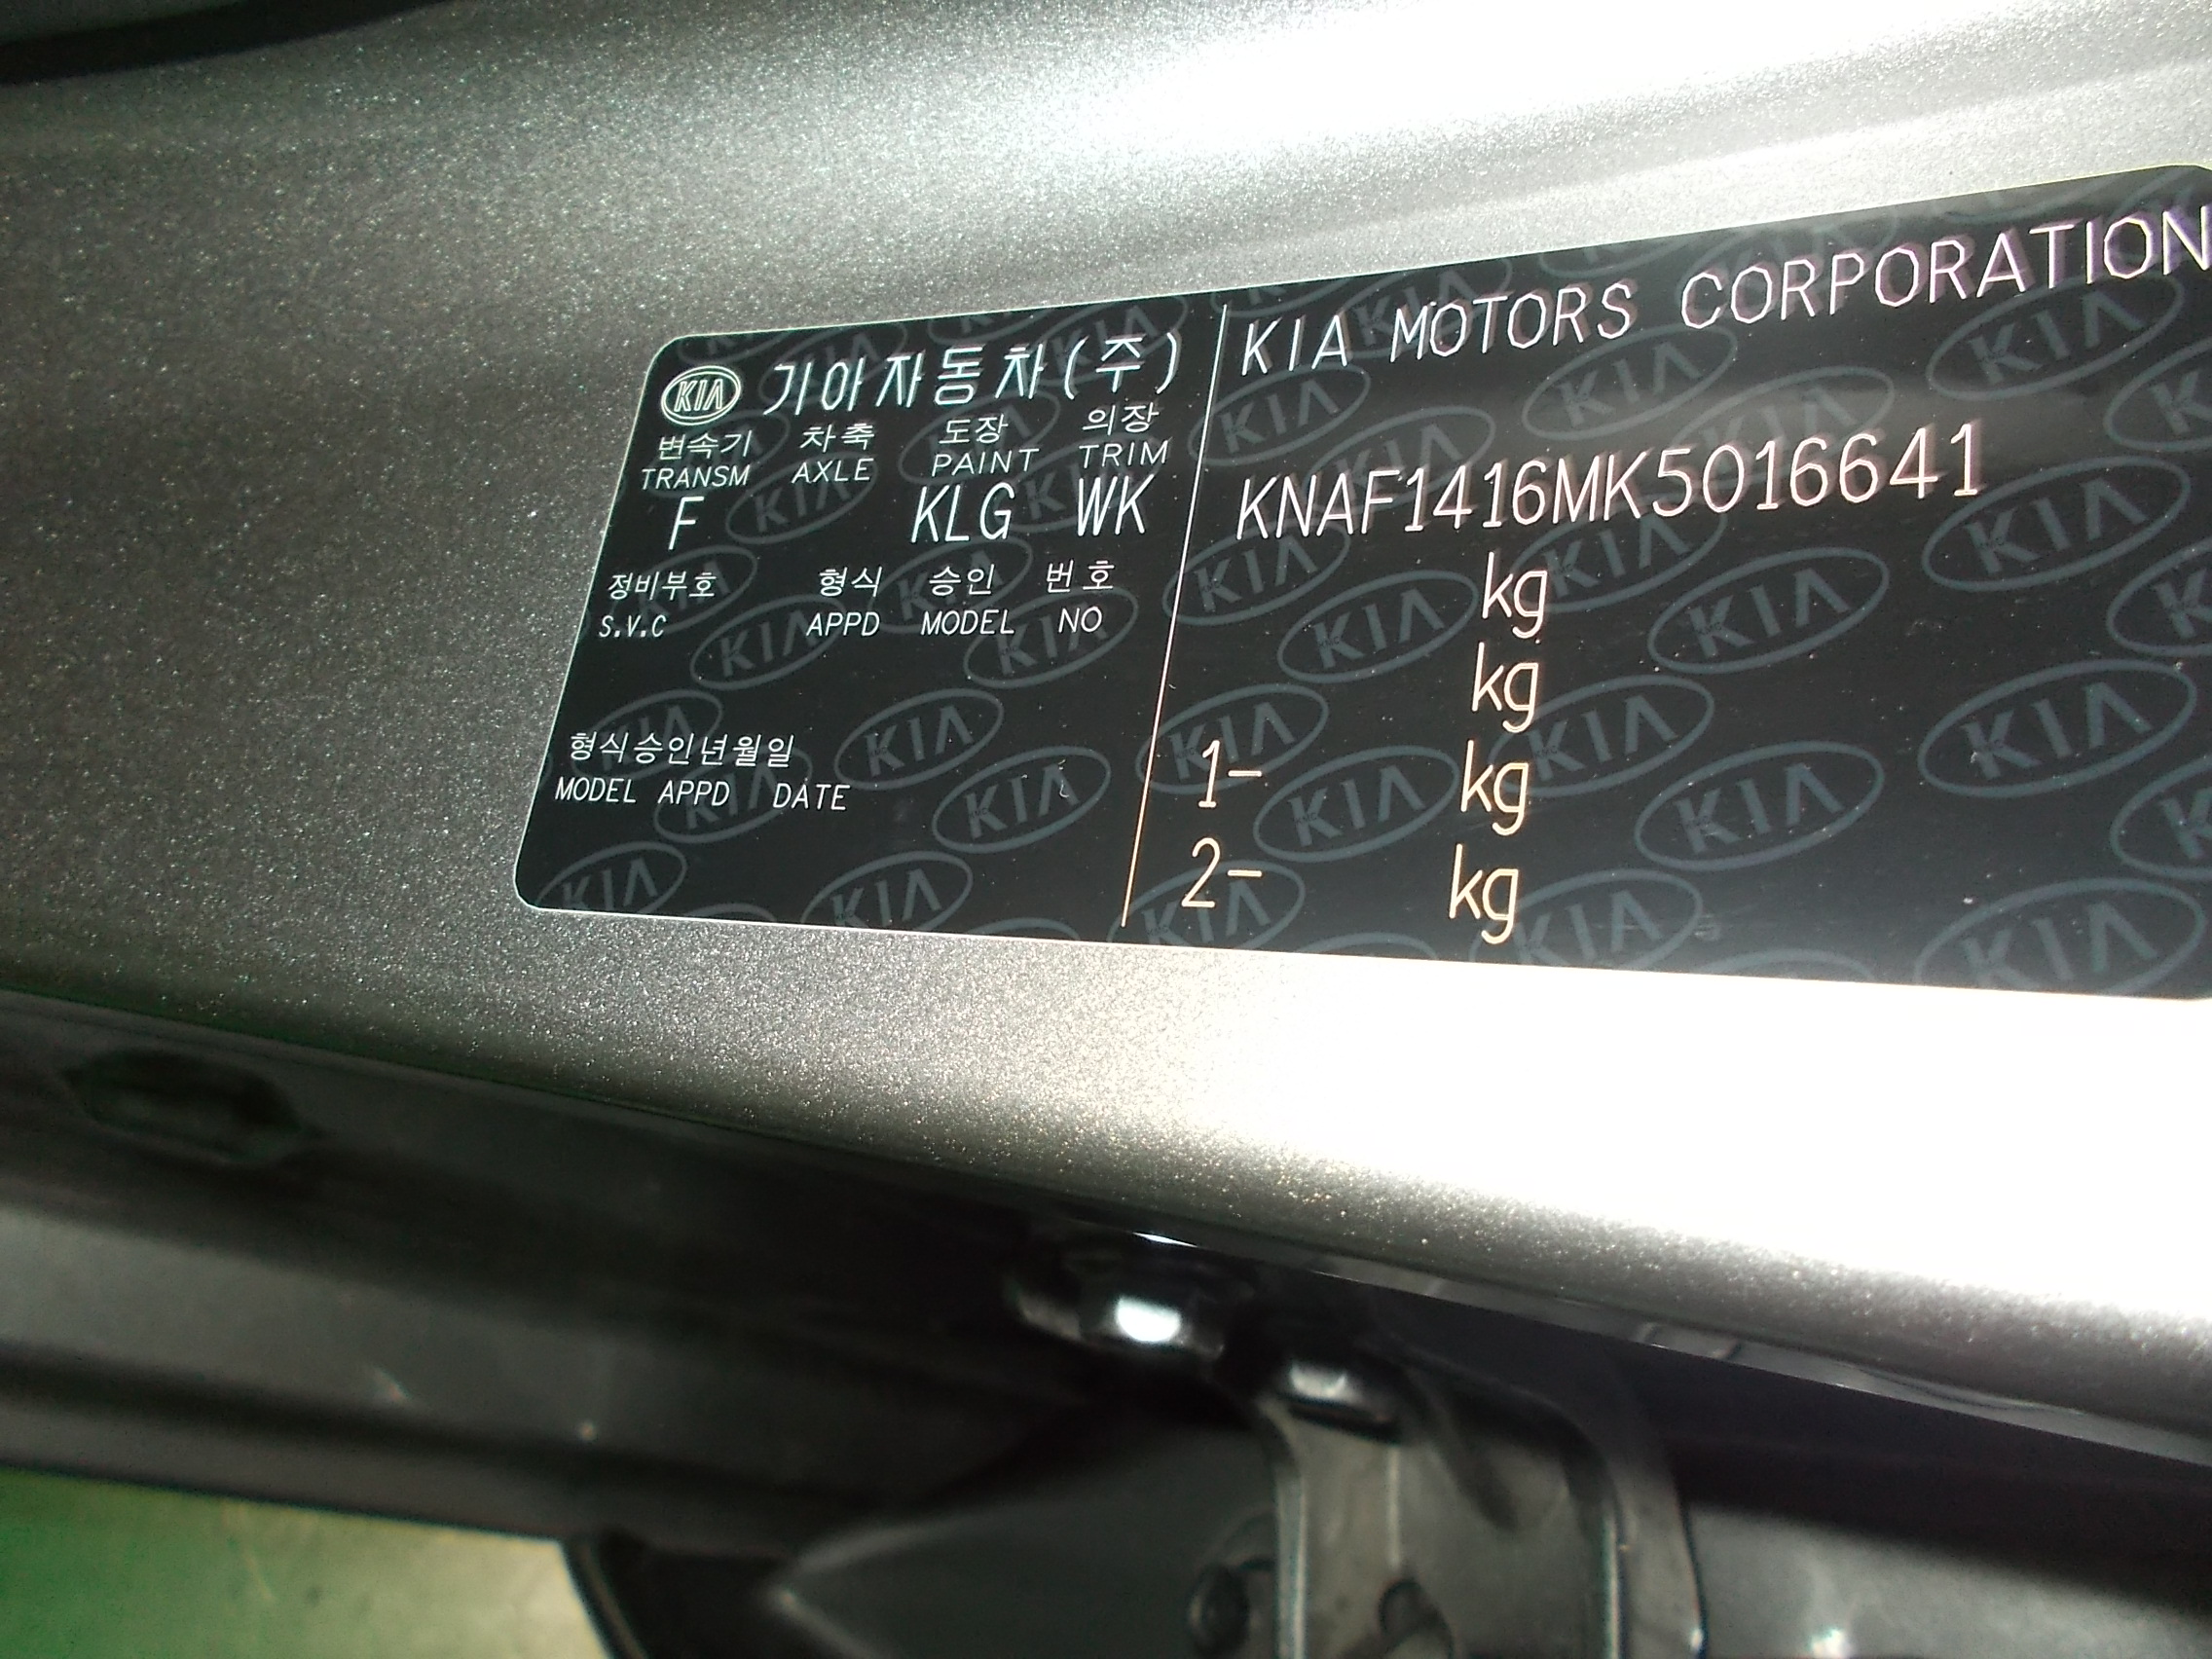 KIA 기아자동차(주)
변속기 차축 도장 의장
TRANSM AXLE PAINT TRIM
F KLG WK
정비부호 형식 승인 번호
S.V.C APPD MODEL NO
형식승인년월일
MODEL APPD DATE
KIA MOTORS CORPORATION
KNAF1416MK5016641
kg
kg
1- kg
2- kg